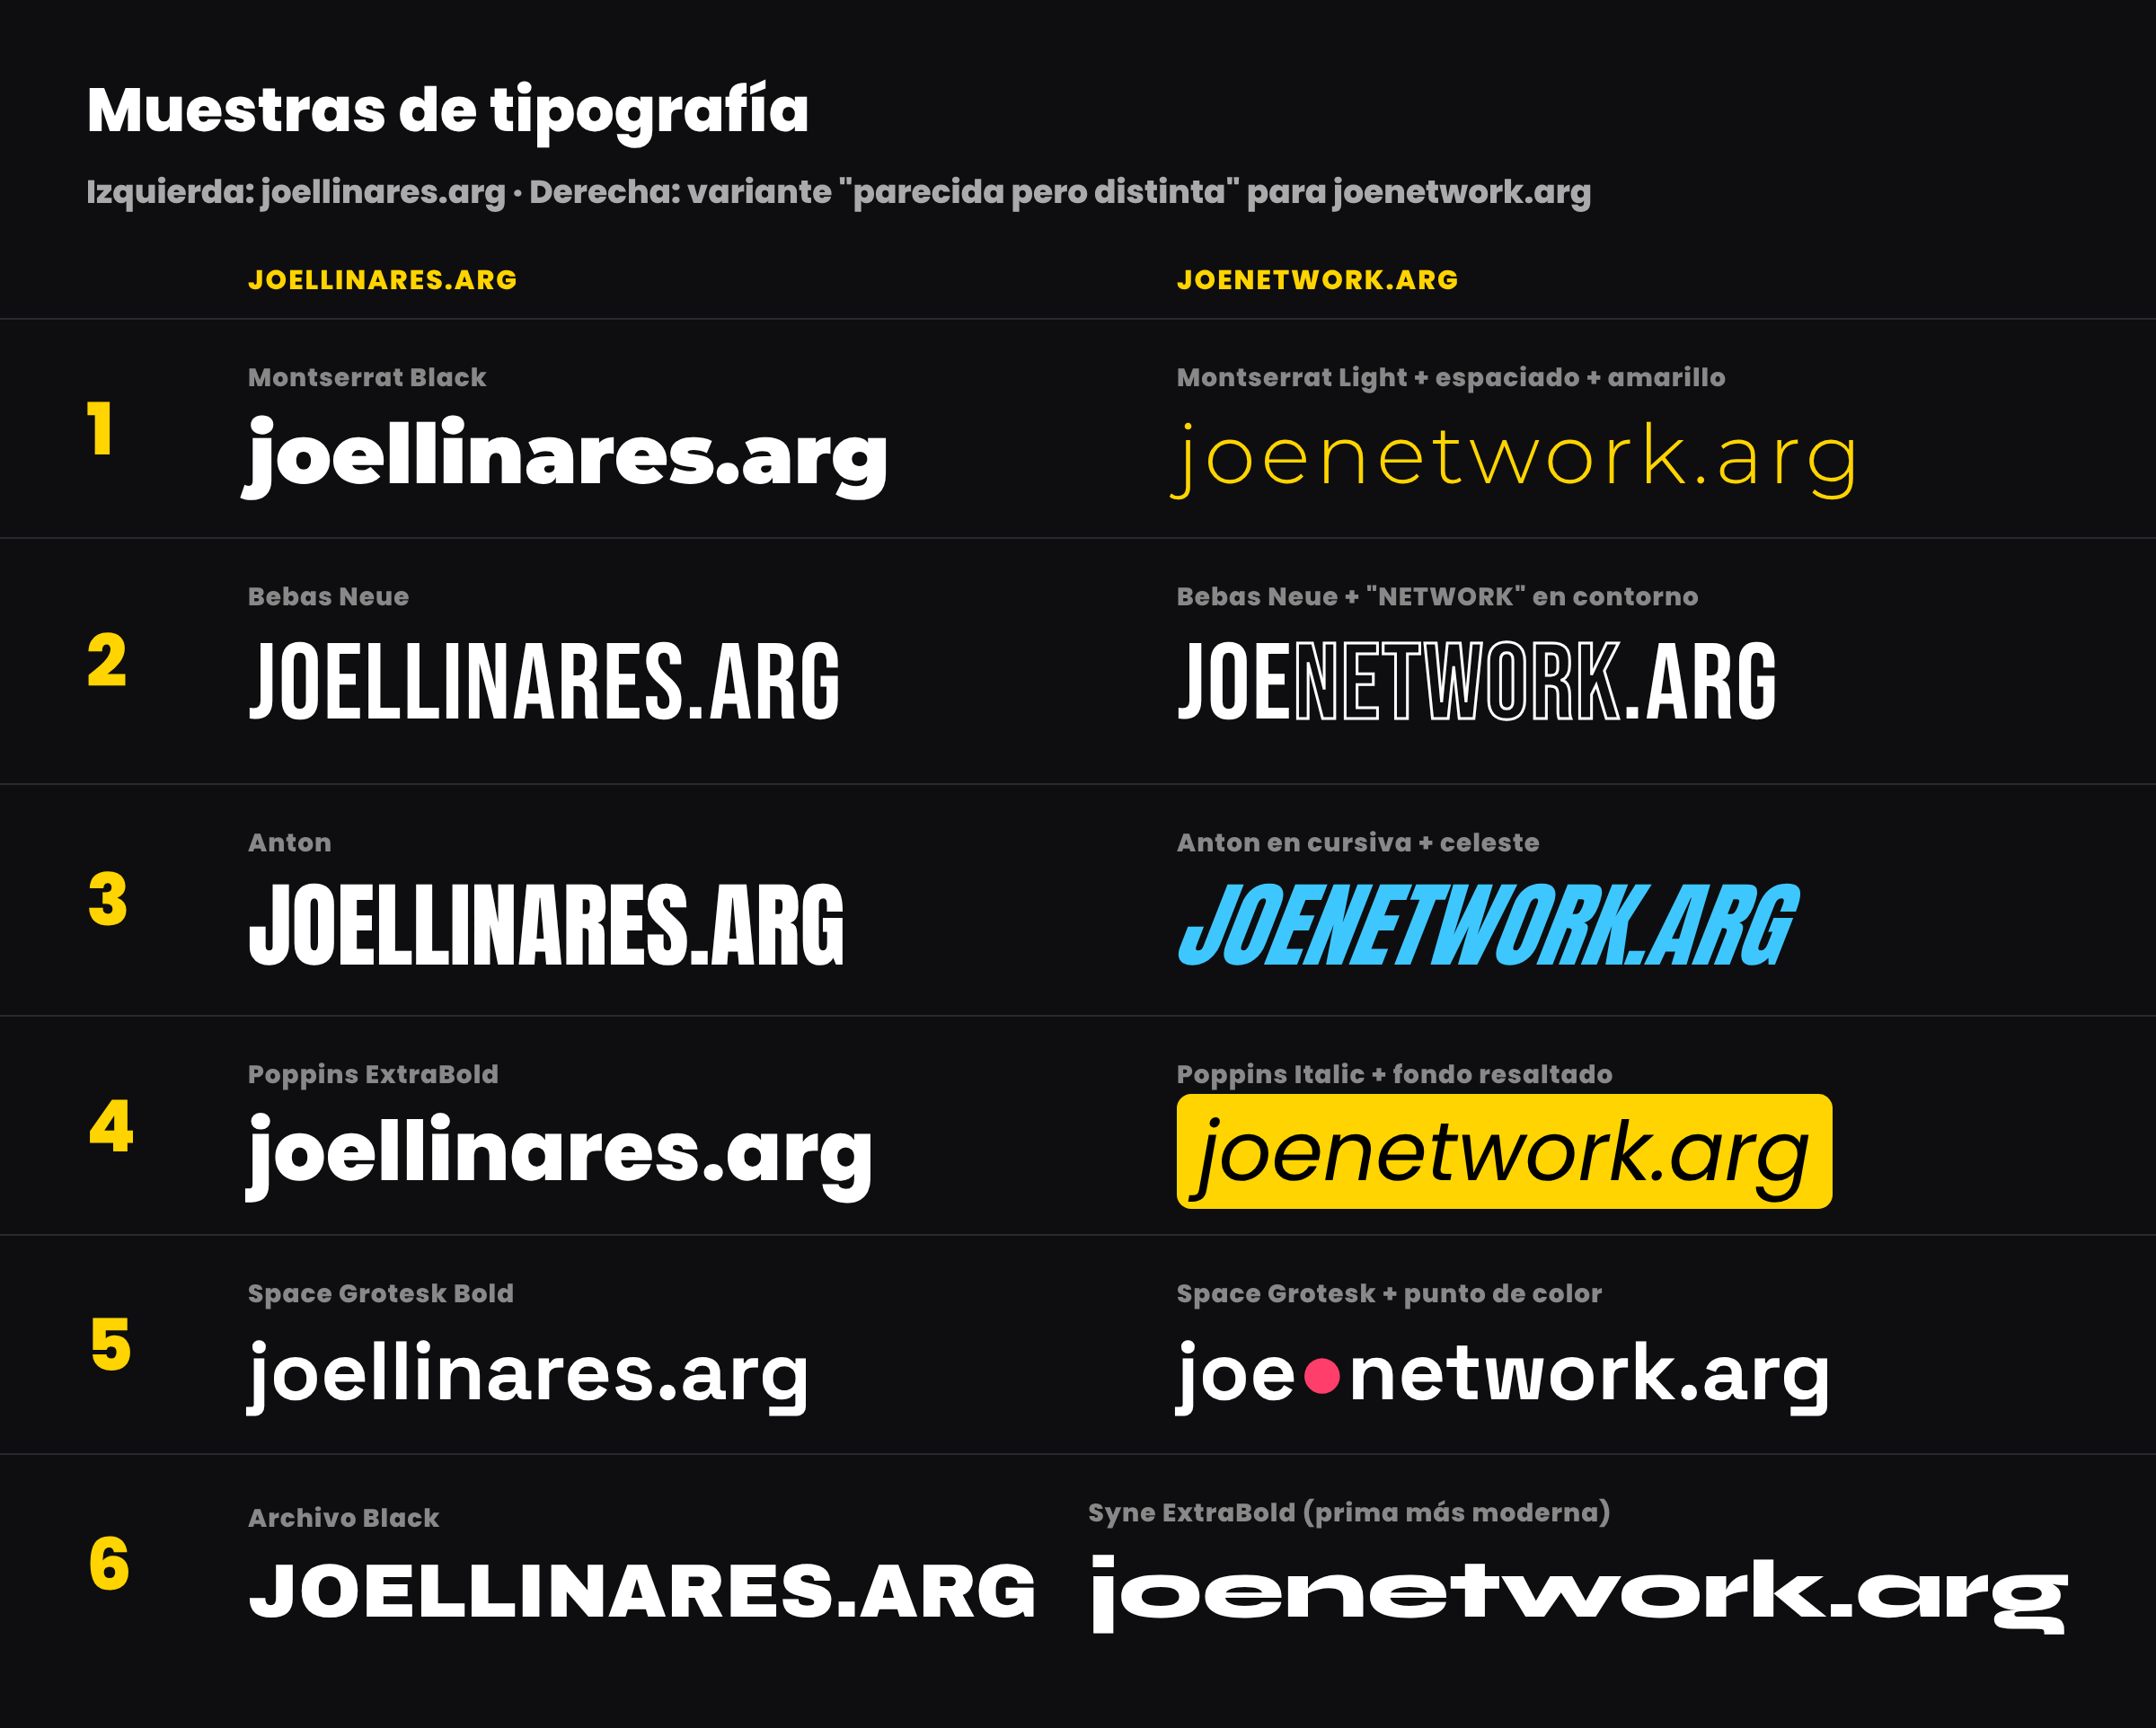 Muestras de tipografía
Izquierda: joellinares.arg · Derecha: variante "parecida pero distinta" para joenetwork.arg
JOELLINARES.ARG
JOENETWORK.ARG
1
Montserrat Black
joellinares.arg
Montserrat Light + espaciado + amarillo
joenetwork.arg
2
Bebas Neue
JOELLINARES.ARG
Bebas Neue + "NETWORK" en contorno
JOENETWORK.ARG
3
Anton
JOELLINARES.ARG
Anton en cursiva + celeste
JOENETWORK.ARG
4
Poppins ExtraBold
joellinares.arg
Poppins Italic + fondo resaltado
joenetwork.arg
5
Space Grotesk Bold
joellinares.arg
Space Grotesk + punto de color
joe●network.arg
6
Archivo Black
JOELLINARES.ARG
Syne ExtraBold (prima más moderna)
joenetwork.arg